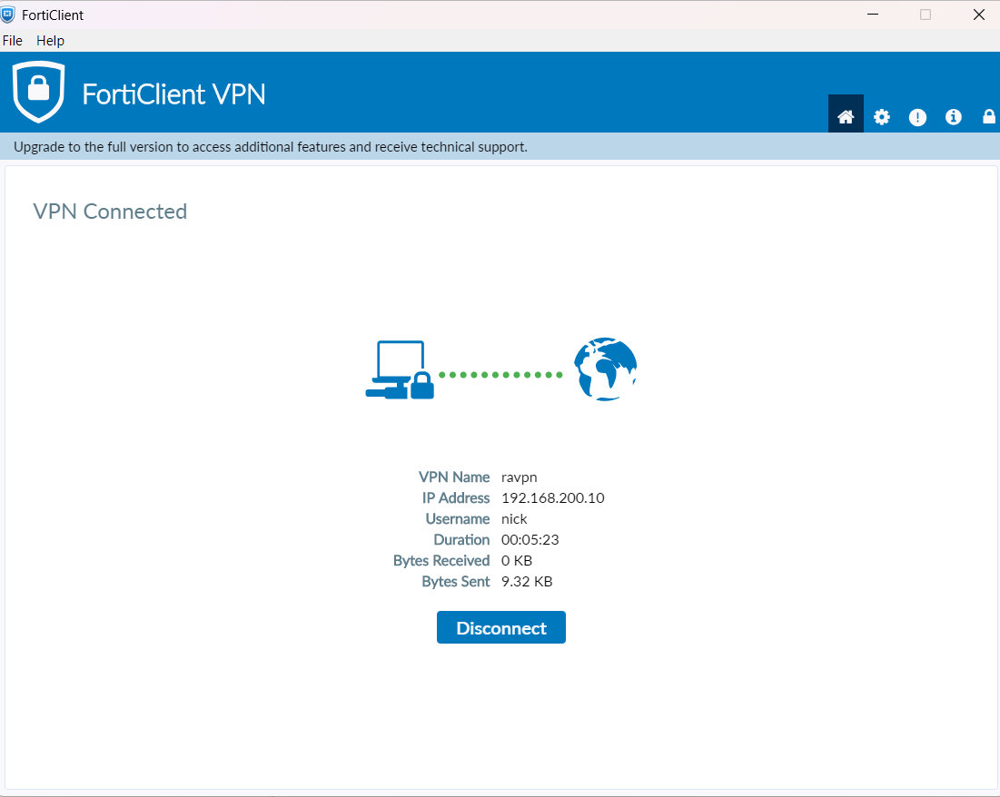 FortiClient
File Help
FortiClient VPN
Upgrade to the full version to access additional features and receive technical support.
VPN Connected
VPN Name ravpn
IP Address 192.168.200.10
Username nick
Duration 00:05:23
Bytes Received 0 KB
Bytes Sent 9.32 KB
Disconnect